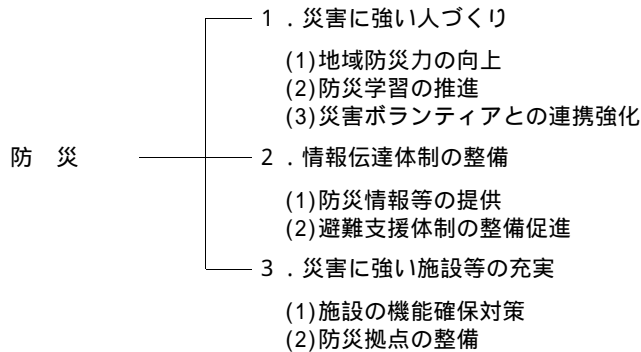 1．災害に強い人づくり
(1)地域防災力の向上
(2)防災学習の推進
(3)災害ボランティアとの連携強化
防　災
2．情報伝達体制の整備
(1)防災情報等の提供
(2)避難支援体制の整備促進
3．災害に強い施設等の充実
(1)施設の機能確保対策
(2)防災拠点の整備